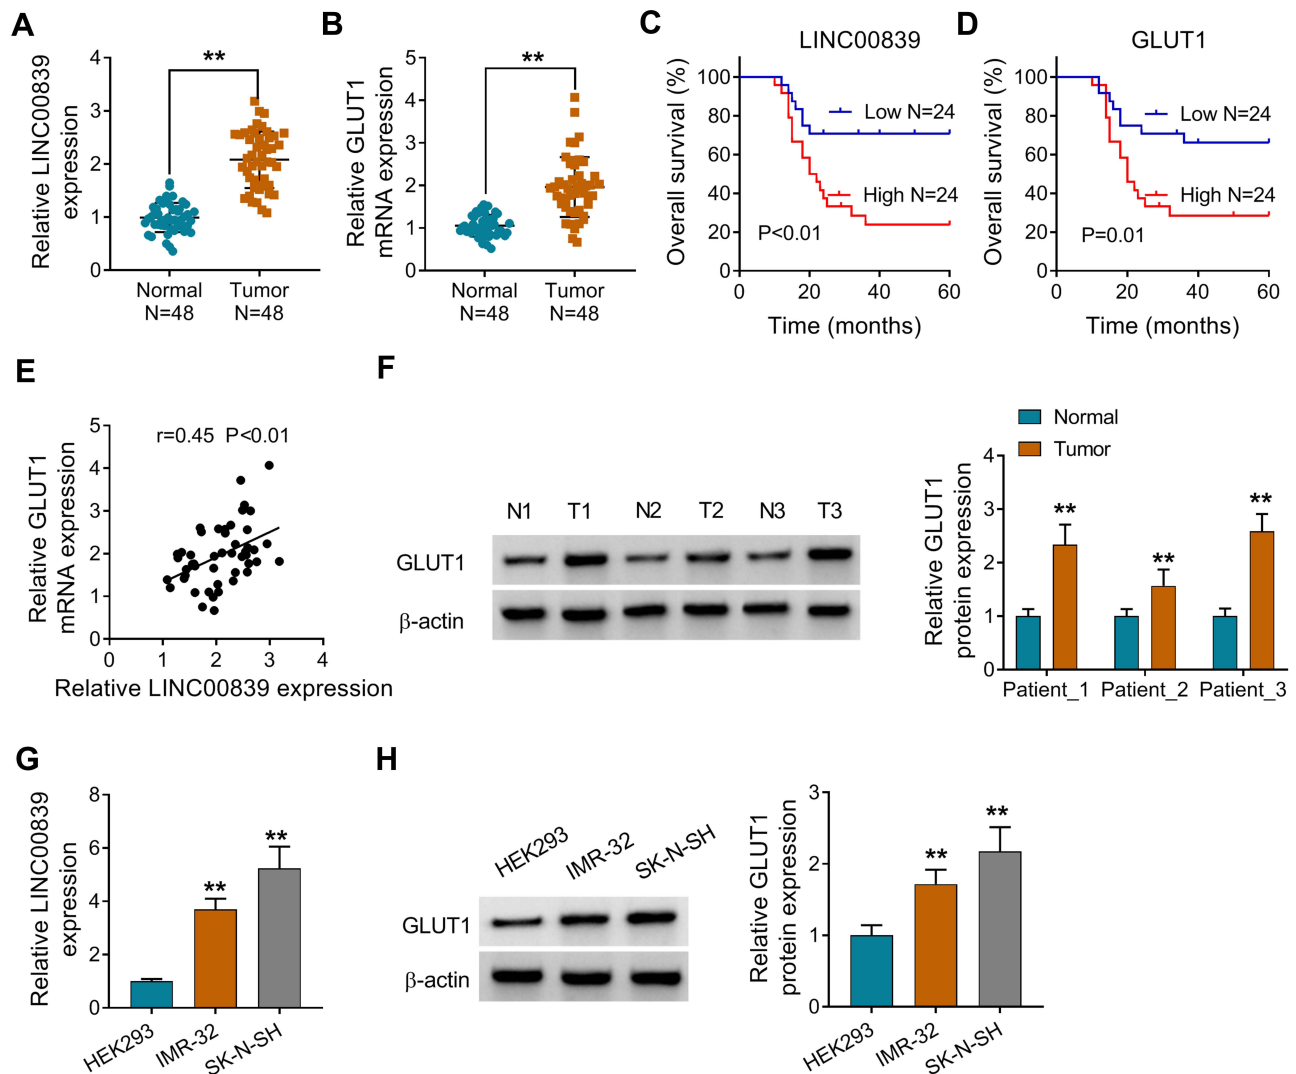 A
Relative LINC00839
expression
4
3
2
1
0
**
Normal
N=48
Tumor
N=48
B
Relative GLUT1
mRNA expression
5
4
3
2
1
0
**
Normal
N=48
Tumor
N=48
C
LINC00839
Overall survival (%)
100
80
60
40
20
0
Low N=24
High N=24
P<0.01
0 20 40 60
Time (months)
D
GLUT1
Overall survival (%)
100
80
60
40
20
0
Low N=24
High N=24
P=0.01
0 20 40 60
Time (months)
E
Relative GLUT1
mRNA expression
5
4
3
2
1
0
r=0.45 P<0.01
0 1 2 3 4
Relative LINC00839 expression
F
N1 T1 N2 T2 N3 T3
GLUT1
β-actin
Normal
Tumor
Relative GLUT1
protein expression
4
3
2
1
0
**
**
**
Patient_1 Patient_2 Patient_3
G
Relative LINC00839
expression
8
6
4
2
0
**
**
HEK293
IMR-32
SK-N-SH
H
HEK293
IMR-32
SK-N-SH
GLUT1
β-actin
Relative GLUT1
protein expression
3
2
1
0
**
**
HEK293
IMR-32
SK-N-SH